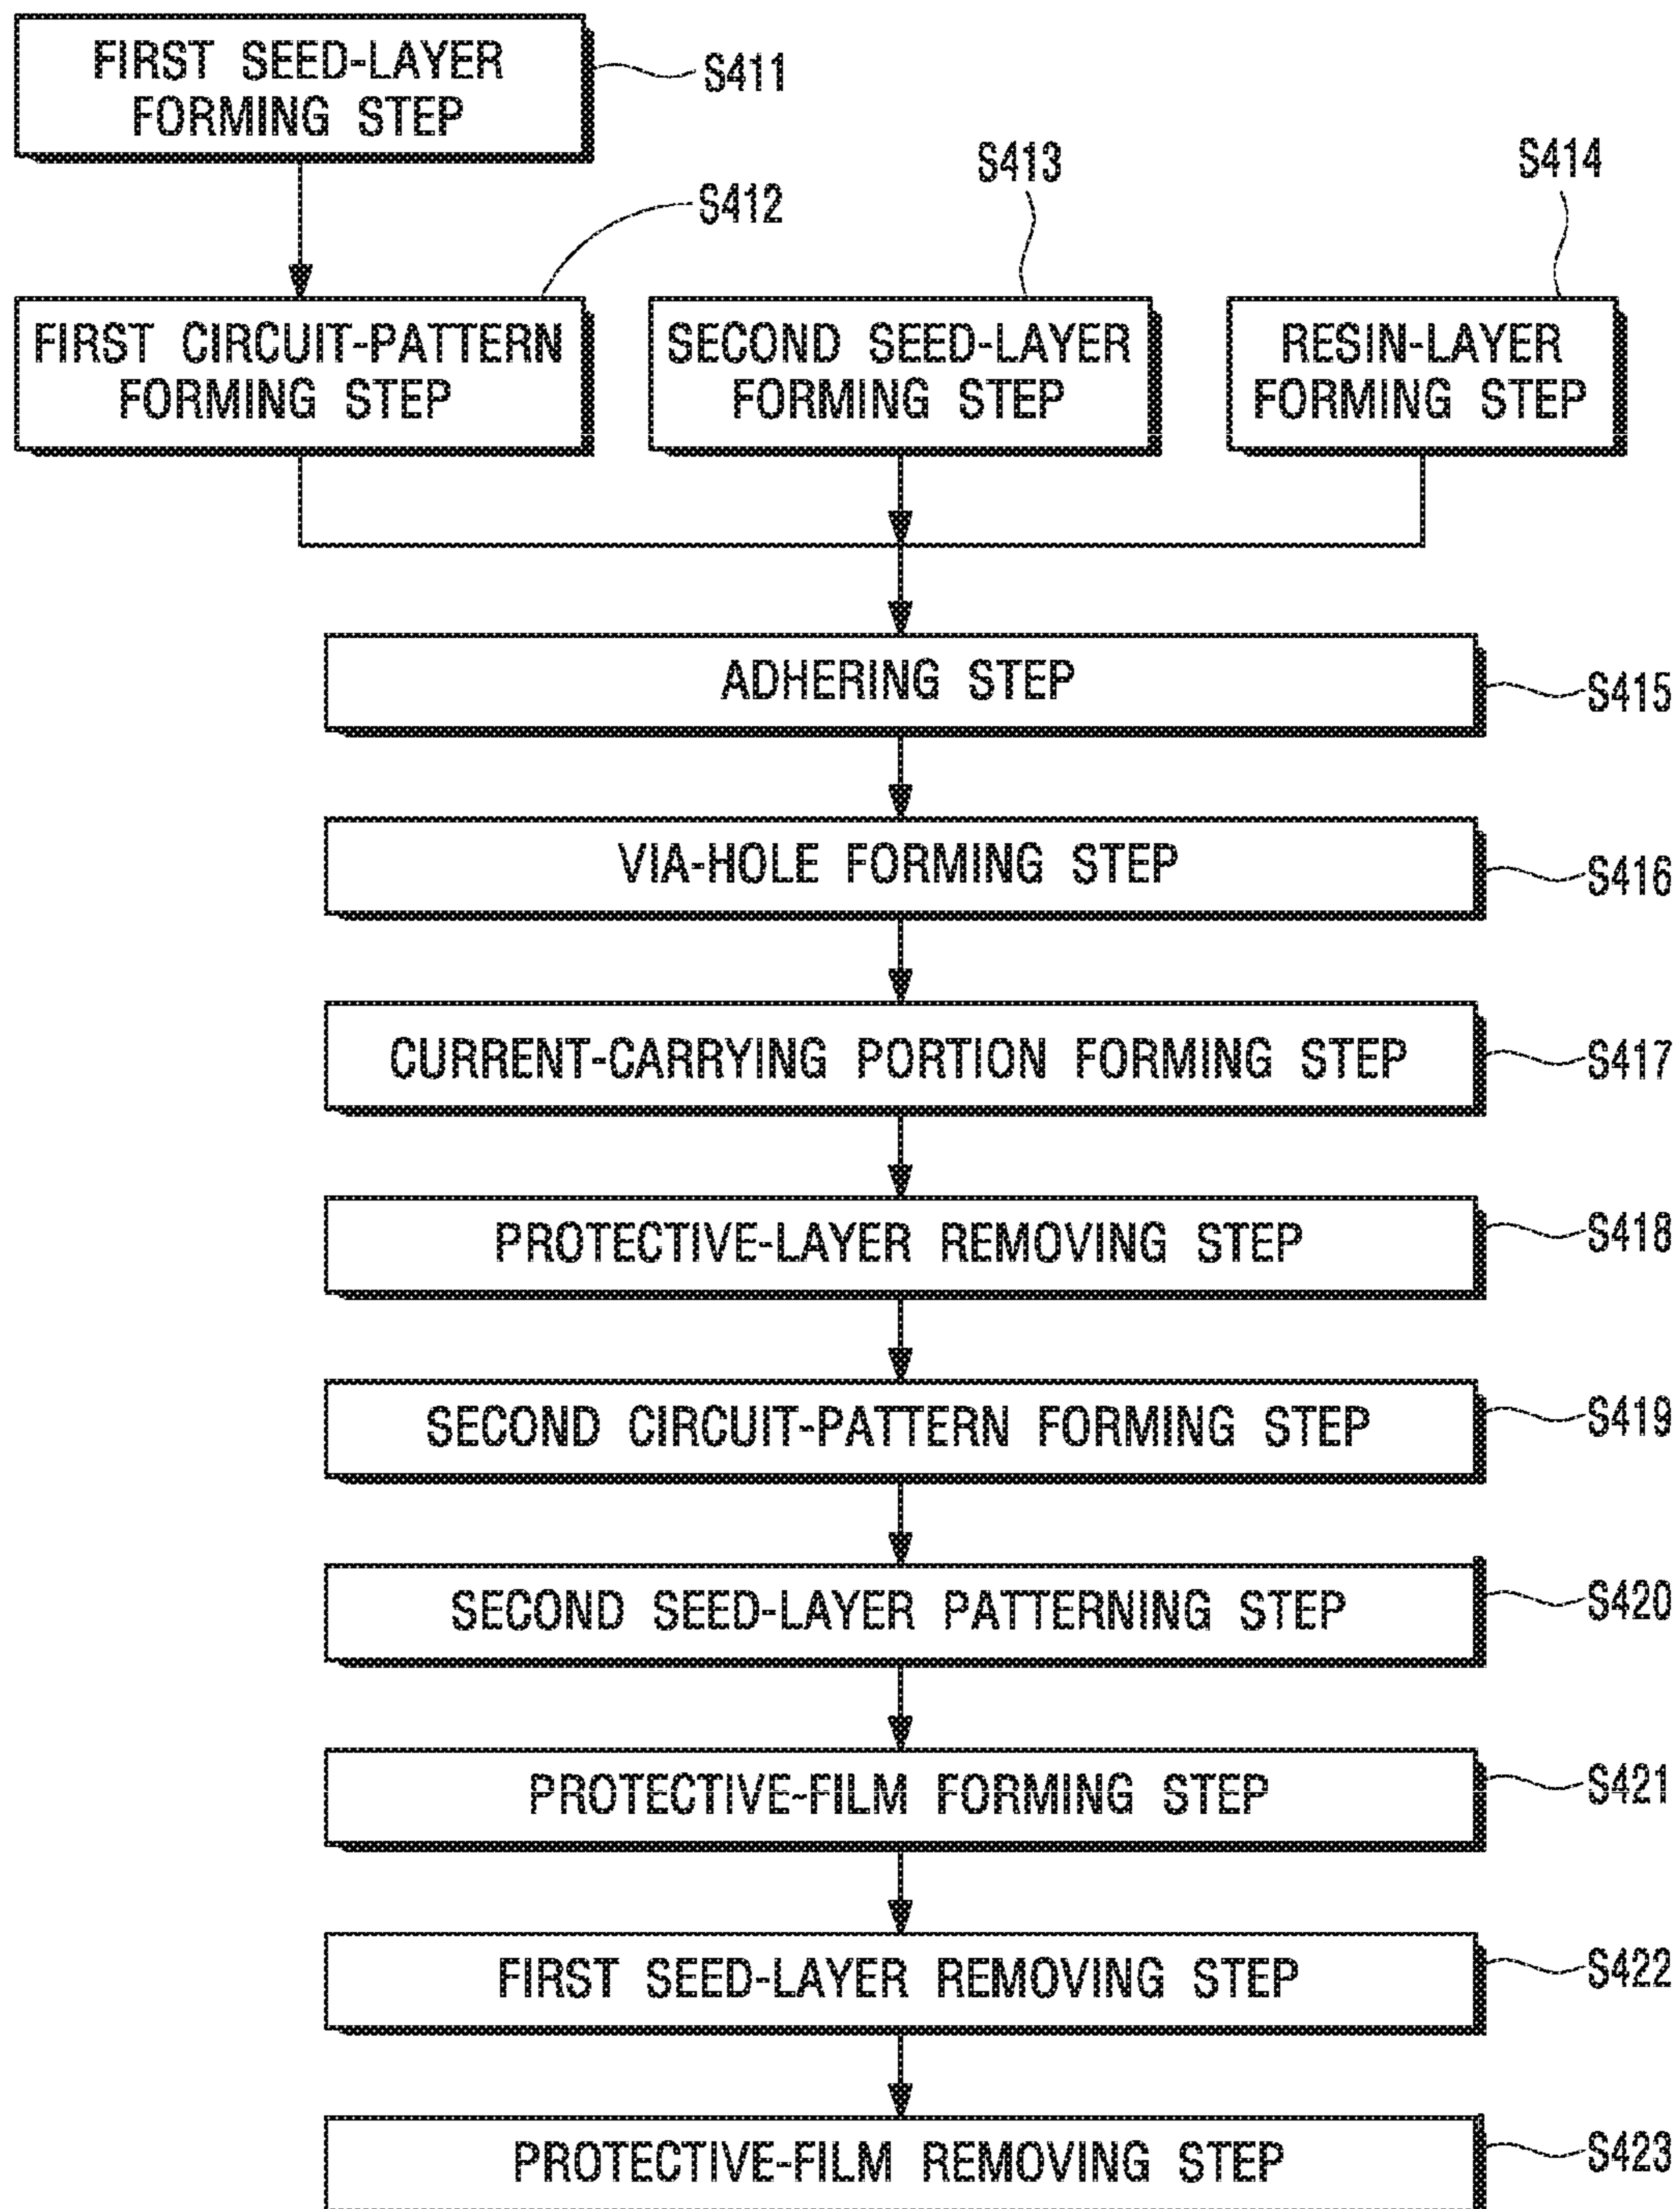 FIRST SEED-LAYER
FORMING STEP
S411
S412
S413
S414
FIRST CIRCUIT-PATTERN
FORMING STEP
SECOND SEED-LAYER
FORMING STEP
RESIN-LAYER
FORMING STEP
ADHERING STEP
S415
VIA-HOLE FORMING STEP
S416
CURRENT-CARRYING PORTION FORMING STEP
S417
PROTECTIVE-LAYER REMOVING STEP
S418
SECOND CIRCUIT-PATTERN FORMING STEP
S419
SECOND SEED-LAYER PATTERNING STEP
S420
PROTECTIVE-FILM FORMING STEP
S421
FIRST SEED-LAYER REMOVING STEP
S422
PROTECTIVE-FILM REMOVING STEP
S423